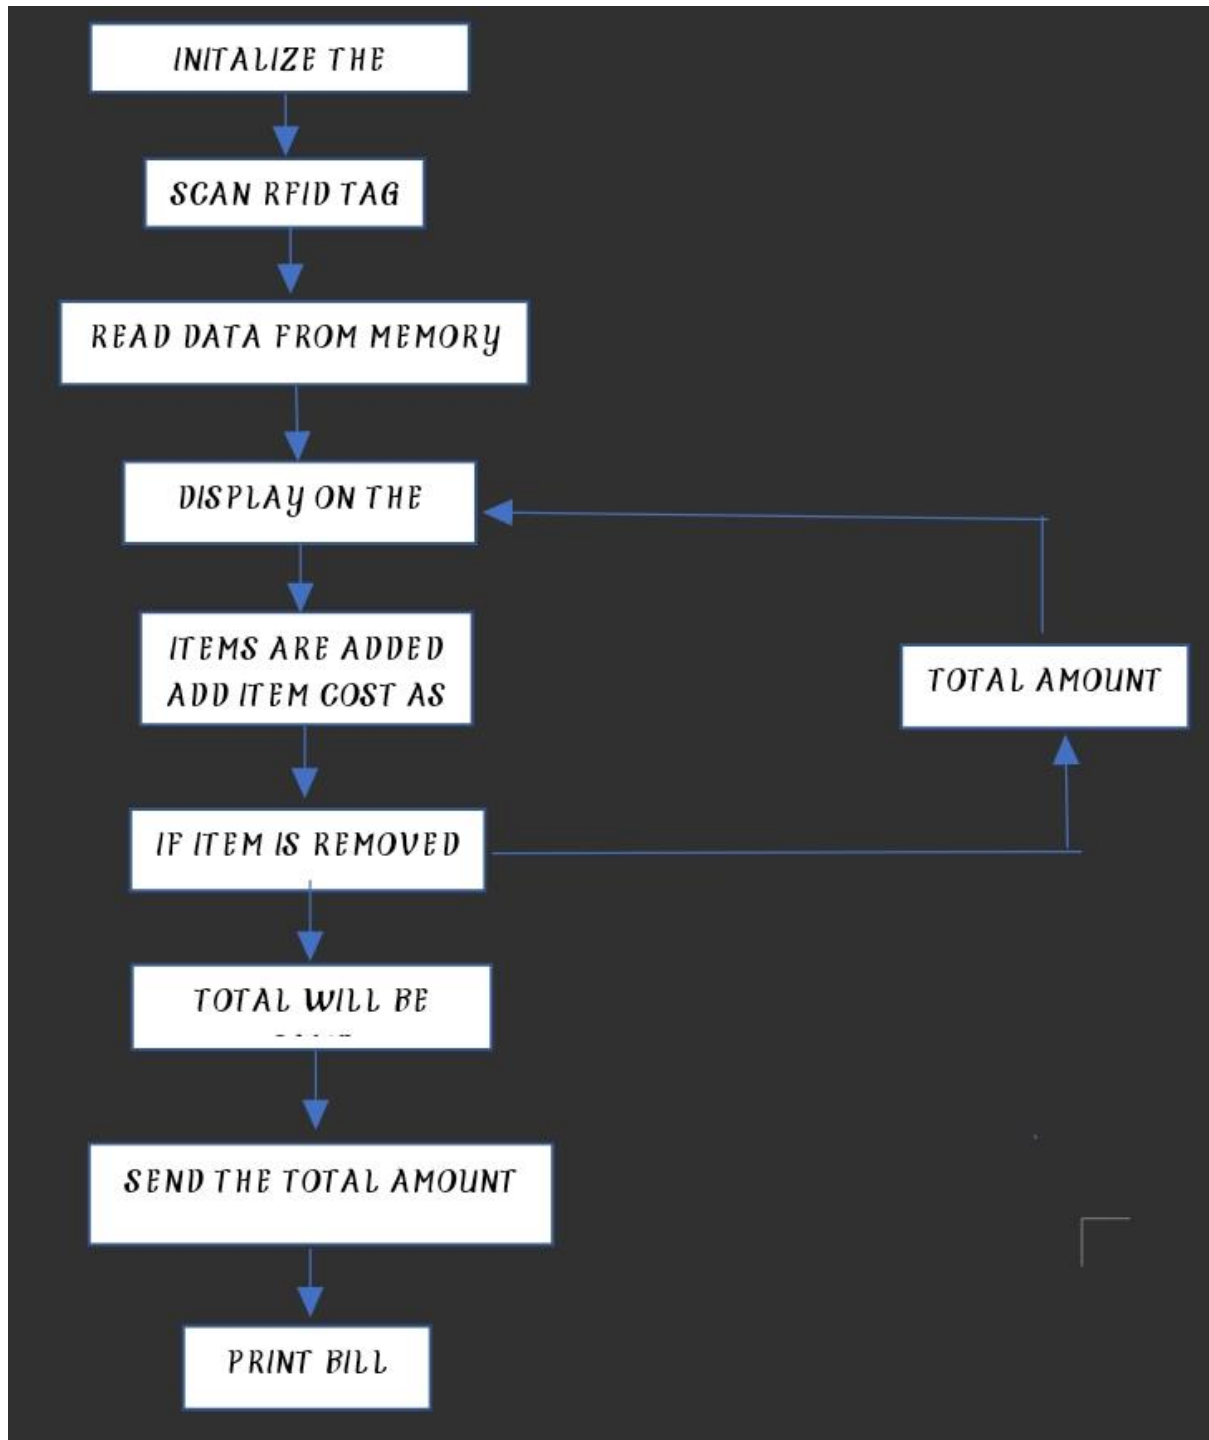 INITALIZE THE
SCAN RFID TAG
READ DATA FROM MEMORY
DISPLAY ON THE
ITEMS ARE ADDED
ADD ITEM COST AS
TOTAL AMOUNT
IF ITEM IS REMOVED
TOTAL WILL BE
SEND THE TOTAL AMOUNT
PRINT BILL